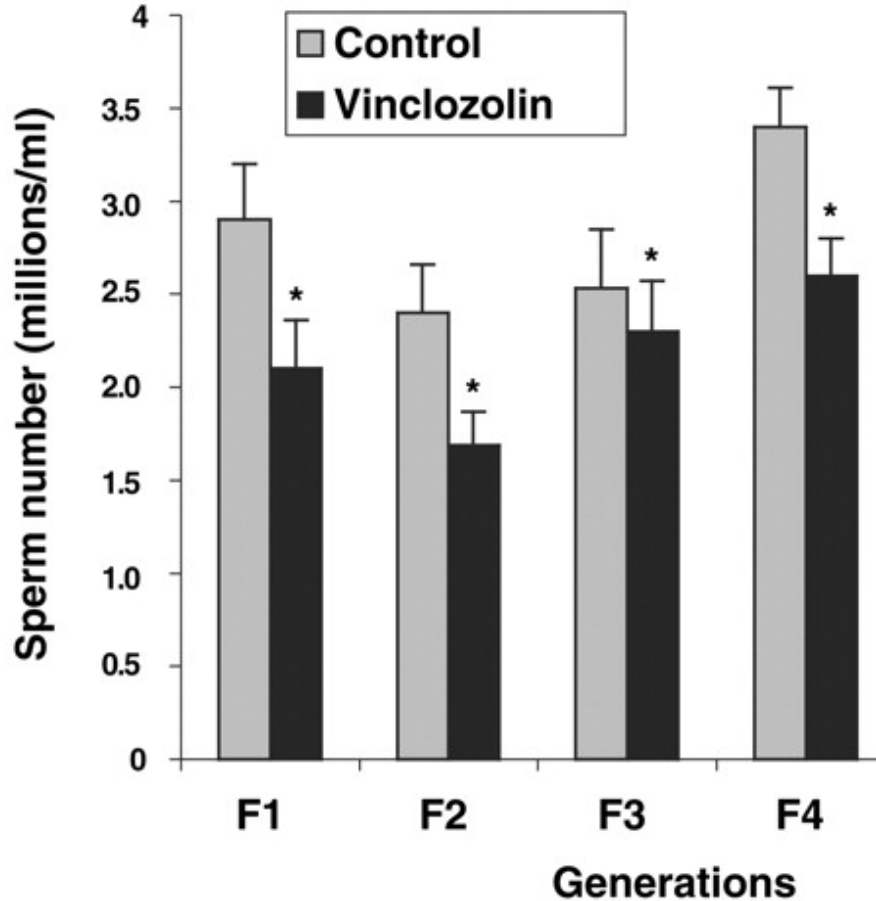 Sperm number (millions/ml)
4
3.5
3.0
2.5
2.0
1.5
1.0
0.5
0
Control
Vinclozolin
*
*
*
*
F1 F2 F3 F4
Generations